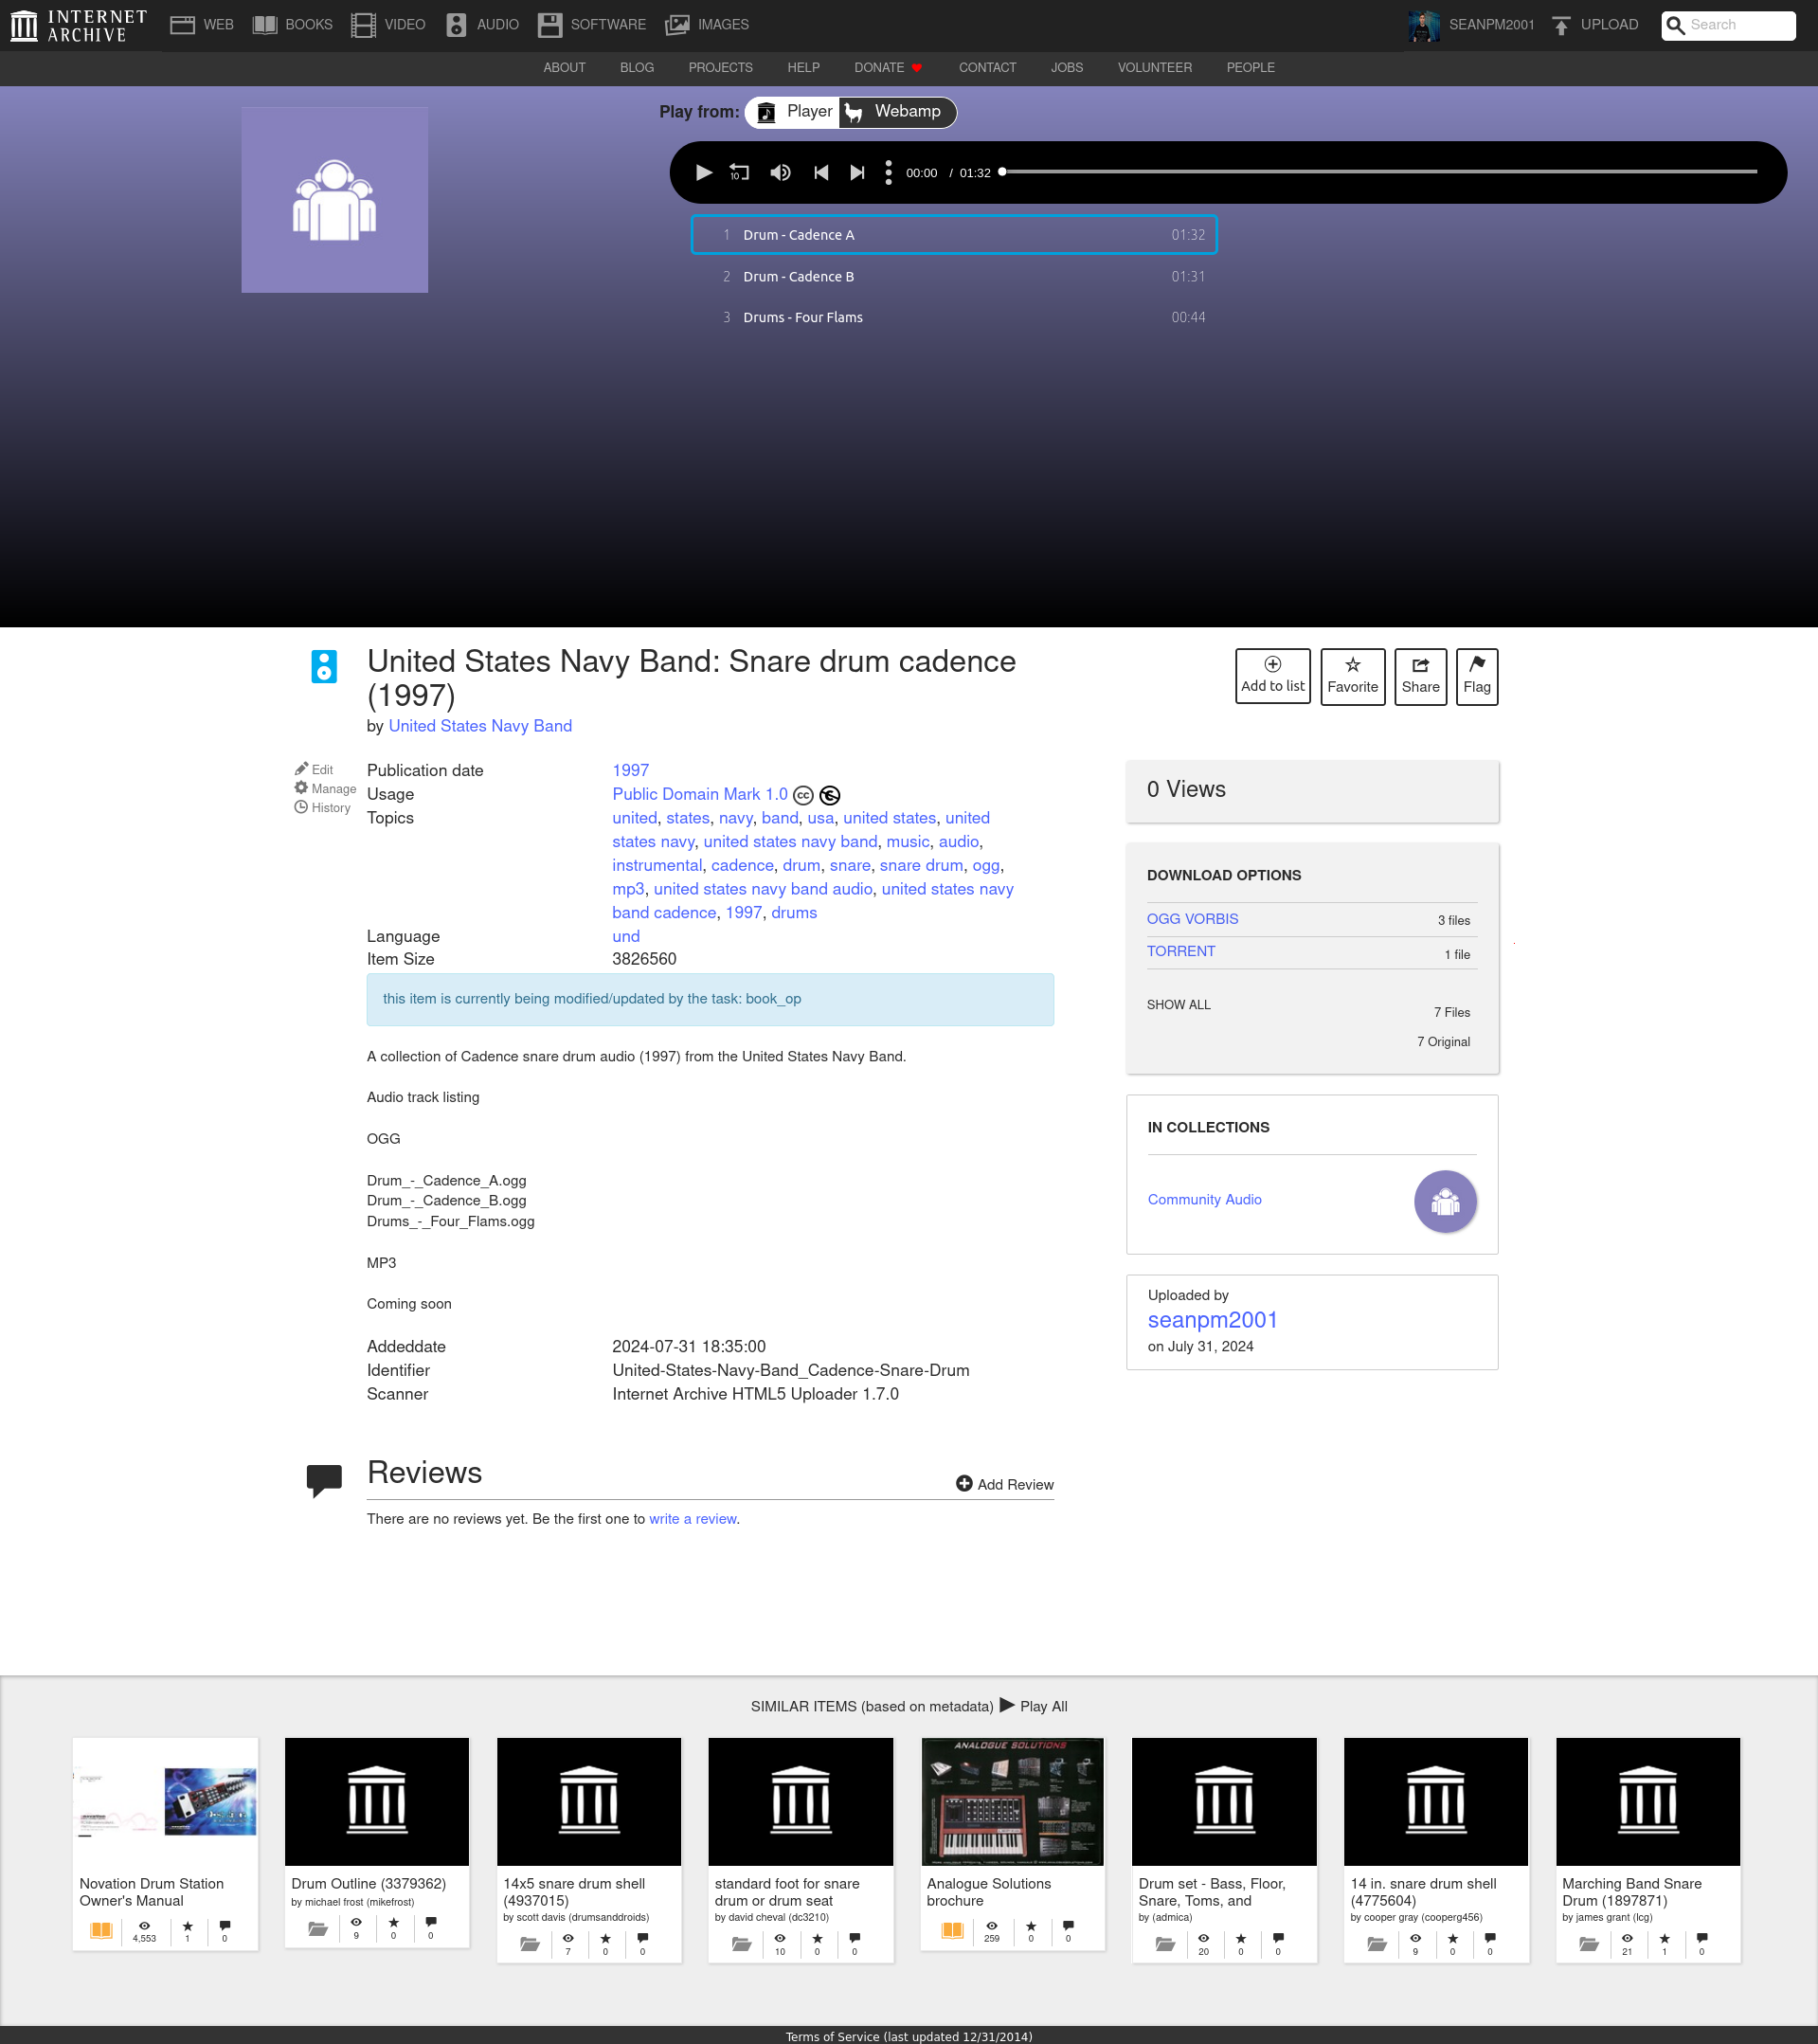 INTERNET ARCHIVE
WEB BOOKS VIDEO AUDIO SOFTWARE IMAGES SEANPM2001 UPLOAD Search
ABOUT BLOG PROJECTS HELP DONATE CONTACT JOBS VOLUNTEER PEOPLE
Play from: Player Webamp
10 00:00 / 01:32
1 Drum - Cadence A 01:32
2 Drum - Cadence B 01:31
3 Drums - Four Flams 00:44
United States Navy Band: Snare drum cadence
(1997)
by United States Navy Band
Add to list Favorite Share Flag
Edit
Manage
History
Publication date 1997
Usage Public Domain Mark 1.0
Topics united, states, navy, band, usa, united states, united
states navy, united states navy band, music, audio,
instrumental, cadence, drum, snare, snare drum, ogg,
mp3, united states navy band audio, united states navy
band cadence, 1997, drums
Language und
Item Size 3826560
this item is currently being modified/updated by the task: book_op
A collection of Cadence snare drum audio (1997) from the United States Navy Band.
Audio track listing
OGG
Drum_-_Cadence_A.ogg
Drum_-_Cadence_B.ogg
Drums_-_Four_Flams.ogg
MP3
Coming soon
Addeddate 2024-07-31 18:35:00
Identifier United-States-Navy-Band_Cadence-Snare-Drum
Scanner Internet Archive HTML5 Uploader 1.7.0
0 Views
DOWNLOAD OPTIONS
OGG VORBIS 3 files
TORRENT 1 file
SHOW ALL 7 Files
7 Original
IN COLLECTIONS
Community Audio
Uploaded by
seanpm2001
on July 31, 2024
Reviews
Add Review
There are no reviews yet. Be the first one to write a review.
SIMILAR ITEMS (based on metadata) Play All
Novation Drum Station
Owner's Manual
4,553 1 0
Drum Outline (3379362)
by michael frost (mikefrost)
9 0 0
14x5 snare drum shell
(4937015)
by scott davis (drumsanddroids)
7 0 0
standard foot for snare
drum or drum seat
by david cheval (dc3210)
10 0 0
ANALOGUE SOLUTIONS
Analogue Solutions
brochure
259 0 0
Drum set - Bass, Floor,
Snare, Toms, and
by (admica)
20 0 0
14 in. snare drum shell
(4775604)
by cooper gray (cooperg456)
9 0 0
Marching Band Snare
Drum (1897871)
by james grant (lcg)
21 1 0
Terms of Service (last updated 12/31/2014)